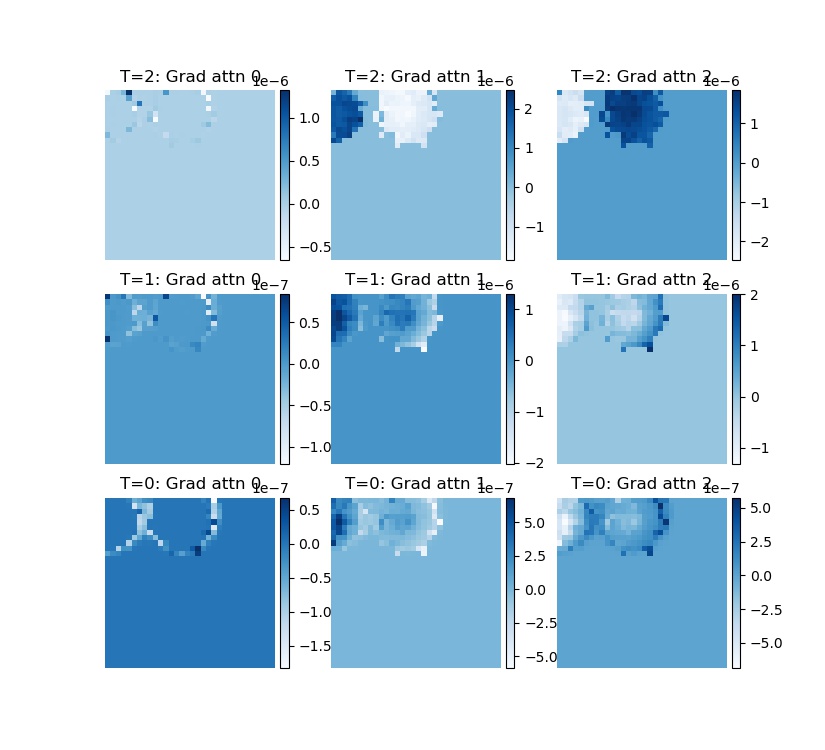 T=2: Grad attn 0
1e−6
1.0
0.5
0.0
−0.5
T=2: Grad attn 1
1e−6
2
1
0
−1
T=2: Grad attn 2
1e−6
1
0
−1
−2
T=1: Grad attn 0
1e−7
0.5
0.0
−0.5
−1.0
T=1: Grad attn 1
1e−6
1
0
−1
−2
T=1: Grad attn 2
1e−6
2
1
0
−1
T=0: Grad attn 0
1e−7
0.5
0.0
−0.5
−1.0
−1.5
T=0: Grad attn 1
1e−7
5.0
2.5
0.0
−2.5
−5.0
T=0: Grad attn 2
1e−7
5.0
2.5
0.0
−2.5
−5.0